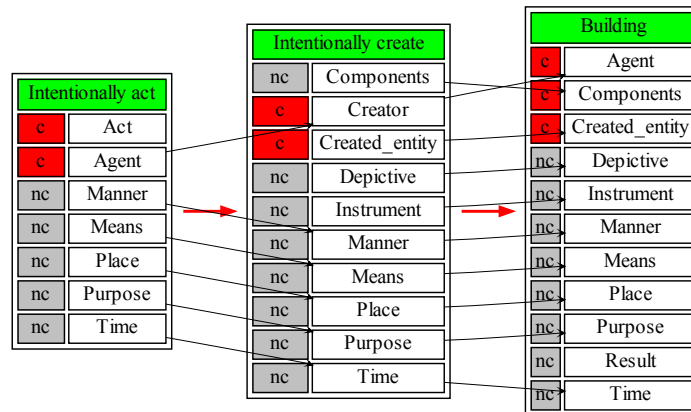 Intentionally act
c Act
c Agent
nc Manner
nc Means
nc Place
nc Purpose
nc Time
Intentionally create
nc Components
c Creator
c Created_entity
nc Depictive
nc Instrument
nc Manner
nc Means
nc Place
nc Purpose
nc Time
Building
c Agent
c Components
c Created_entity
nc Depictive
nc Instrument
nc Manner
nc Means
nc Place
nc Purpose
nc Result
nc Time